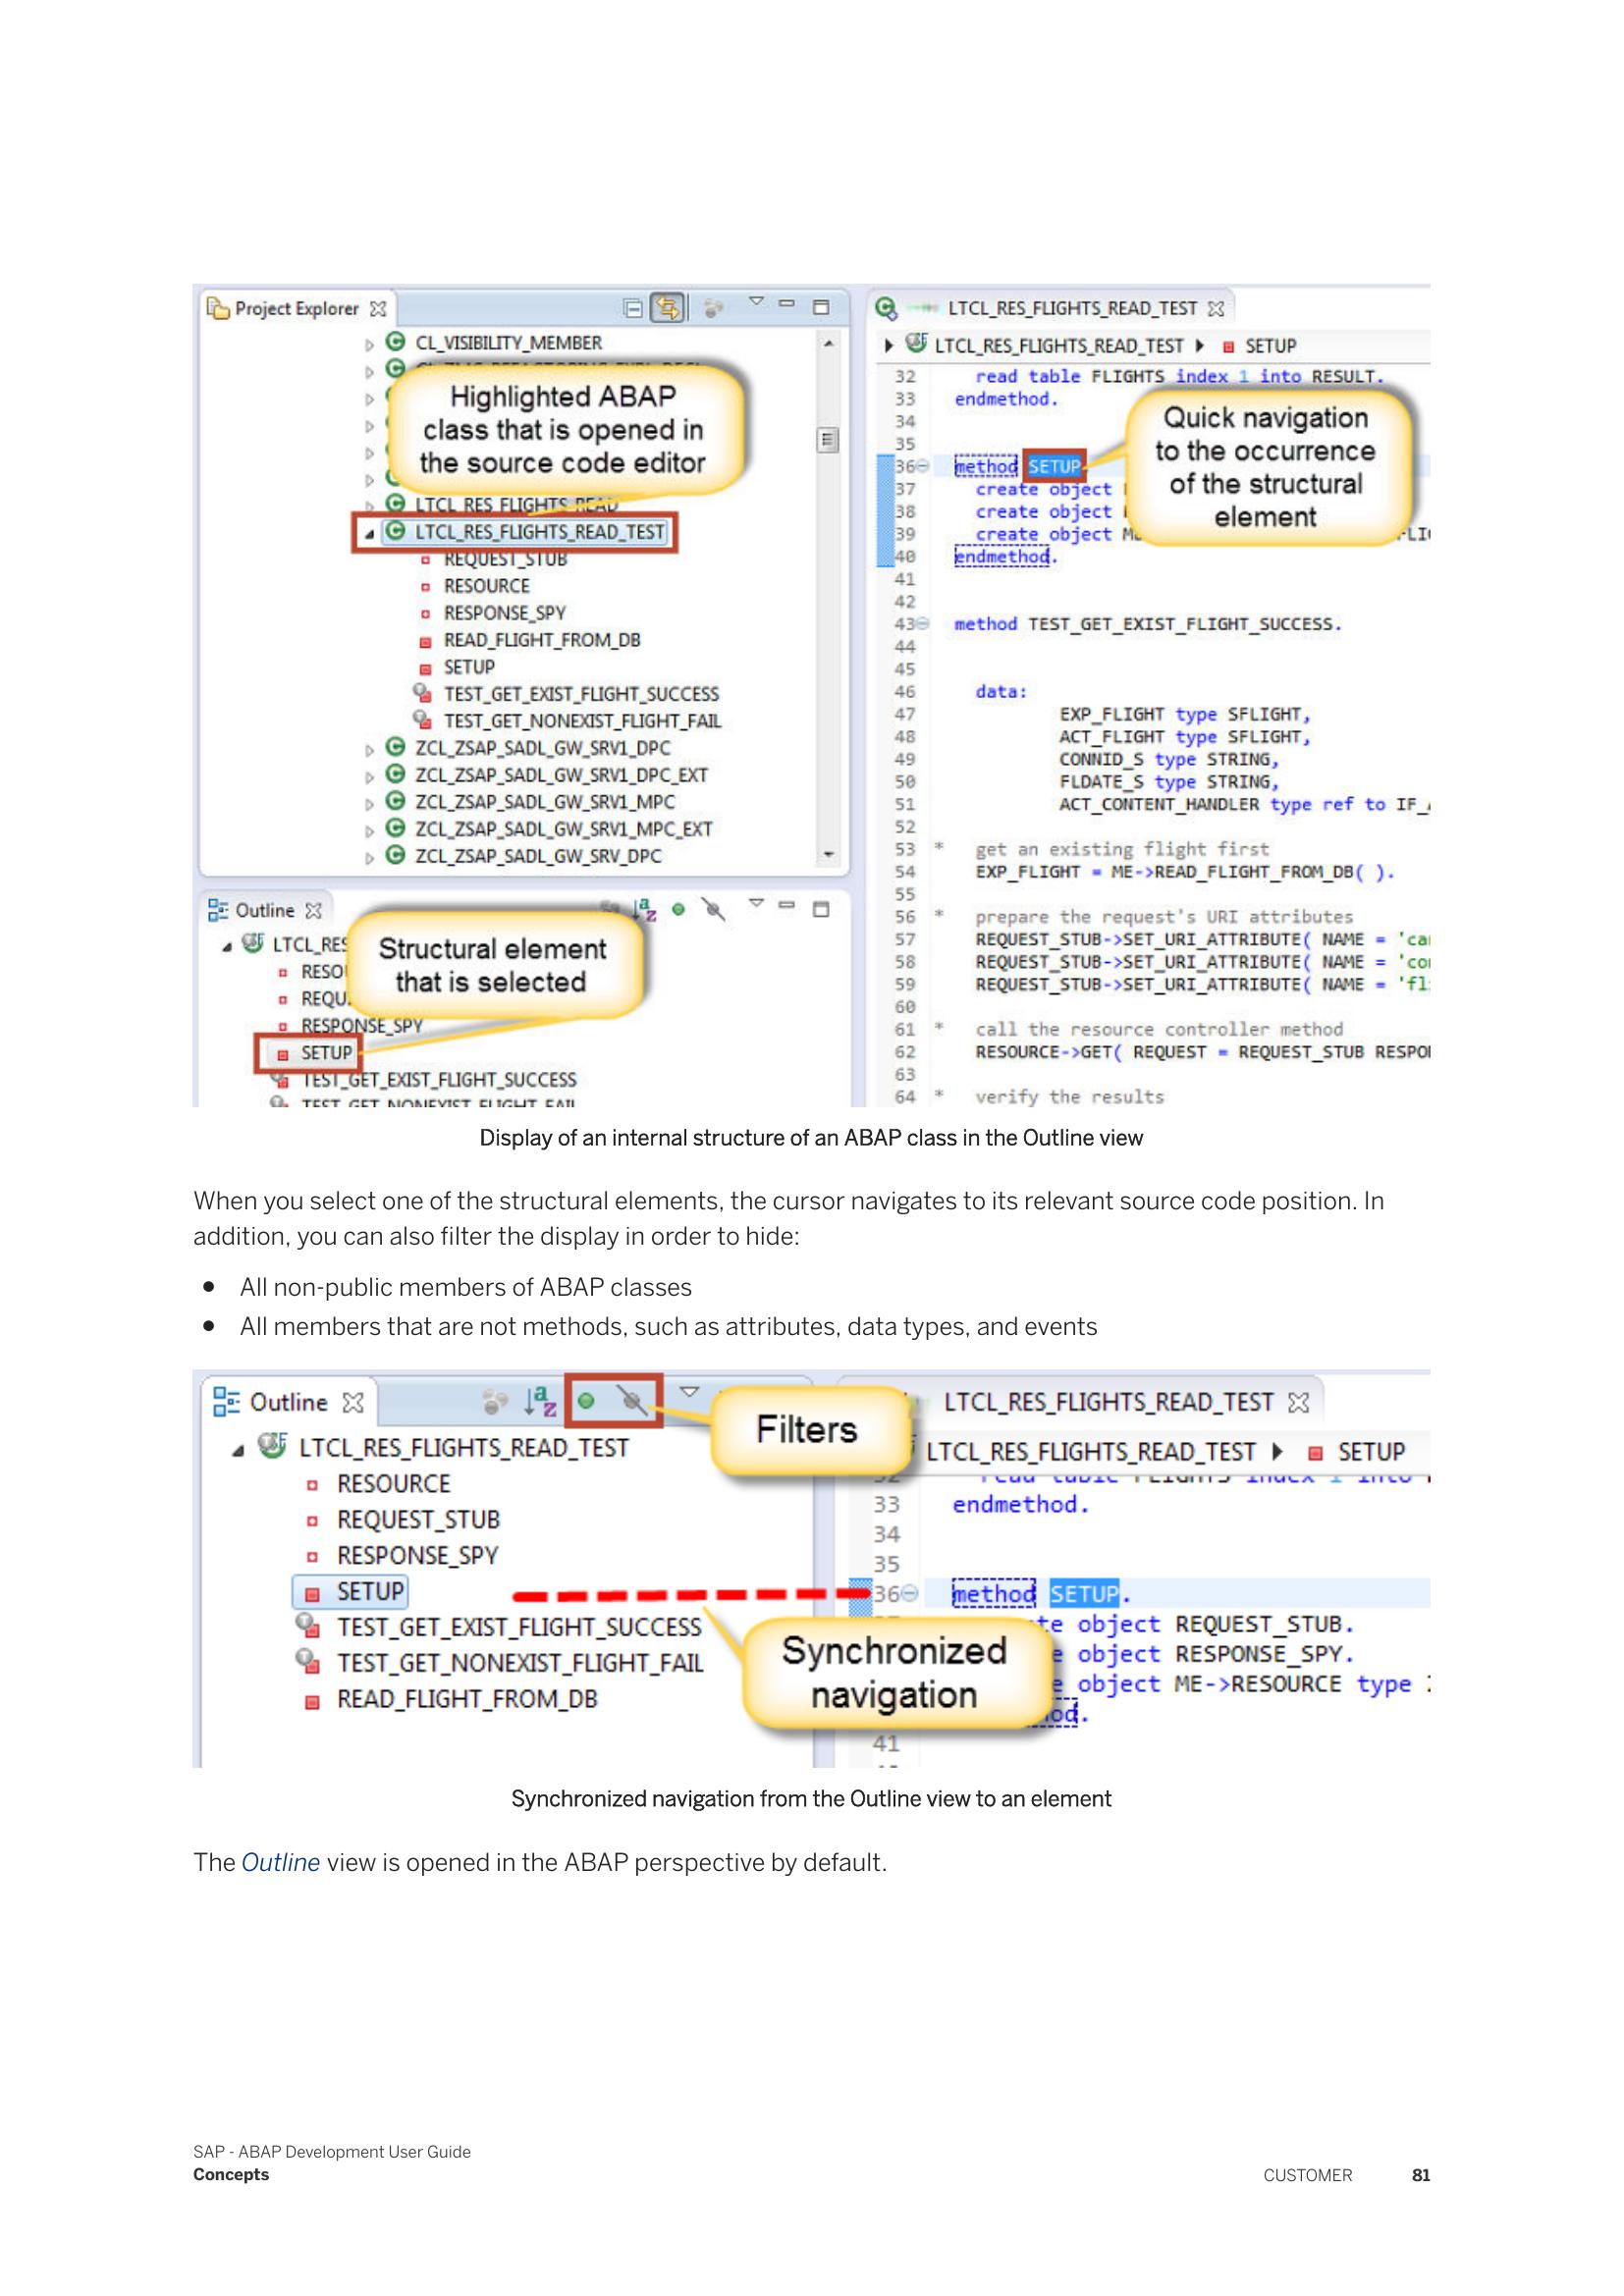 Project Explorer
CL_VISIBILITY_MEMBER
Highlighted ABAP
class that is opened in
the source code editor
LTCL_RES_FLIGHTS_READ
LTCL_RES_FLIGHTS_READ_TEST
REQUEST_STUB
RESOURCE
RESPONSE_SPY
READ_FLIGHT_FROM_DB
SETUP
TEST_GET_EXIST_FLIGHT_SUCCESS
TEST_GET_NONEXIST_FLIGHT_FAIL
ZCL_ZSAP_SADL_GW_SRV1_DPC
ZCL_ZSAP_SADL_GW_SRV1_DPC_EXT
ZCL_ZSAP_SADL_GW_SRV1_MPC
ZCL_ZSAP_SADL_GW_SRV1_MPC_EXT
ZCL_ZSAP_SADL_GW_SRV_DPC
Outline
LTCL_RES
Structural element
that is selected
RESO
REQU
RESPONSE_SPY
SETUP
TEST_GET_EXIST_FLIGHT_SUCCESS
TEST_GET_NONEXIST_FLIGHT_FAIL
LTCL_RES_FLIGHTS_READ_TEST
LTCL_RES_FLIGHTS_READ_TEST SETUP
32 read table FLIGHTS index 1 into RESULT.
33 endmethod.
34
35
36 method SETUP
37 create object
38 create object
39 create object ME FLI
40 endmethod.
Quick navigation
to the occurrence
of the structural
element
41
42
43 method TEST_GET_EXIST_FLIGHT_SUCCESS.
44
45
46 data:
47 EXP_FLIGHT type SFLIGHT,
48 ACT_FLIGHT type SFLIGHT,
49 CONNID_S type STRING,
50 FLDATE_S type STRING,
51 ACT_CONTENT_HANDLER type ref to IF_
52
53 * get an existing flight first
54 EXP_FLIGHT = ME->READ_FLIGHT_FROM_DB( ).
55
56 * prepare the request's URI attributes
57 REQUEST_STUB->SET_URI_ATTRIBUTE( NAME = 'ca
58 REQUEST_STUB->SET_URI_ATTRIBUTE( NAME = 'co
59 REQUEST_STUB->SET_URI_ATTRIBUTE( NAME = 'fl
60
61 * call the resource controller method
62 RESOURCE->GET( REQUEST = REQUEST_STUB RESPO
63
64 * verify the results
Display of an internal structure of an ABAP class in the Outline view
When you select one of the structural elements, the cursor navigates to its relevant source code position. In
addition, you can also filter the display in order to hide:
• All non-public members of ABAP classes
• All members that are not methods, such as attributes, data types, and events
Outline
Filters
LTCL_RES_FLIGHTS_READ_TEST
RESOURCE
REQUEST_STUB
RESPONSE_SPY
SETUP
TEST_GET_EXIST_FLIGHT_SUCCESS
TEST_GET_NONEXIST_FLIGHT_FAIL
READ_FLIGHT_FROM_DB
Synchronized
navigation
LTCL_RES_FLIGHTS_READ_TEST
LTCL_RES_FLIGHTS_READ_TEST SETUP
32 read table FLIGHTS index 1 into
33 endmethod.
34
35
36 method SETUP.
te object REQUEST_STUB.
e object RESPONSE_SPY.
e object ME->RESOURCE type
od.
41
Synchronized navigation from the Outline view to an element
The Outline view is opened in the ABAP perspective by default.
SAP - ABAP Development User Guide
Concepts
CUSTOMER 81